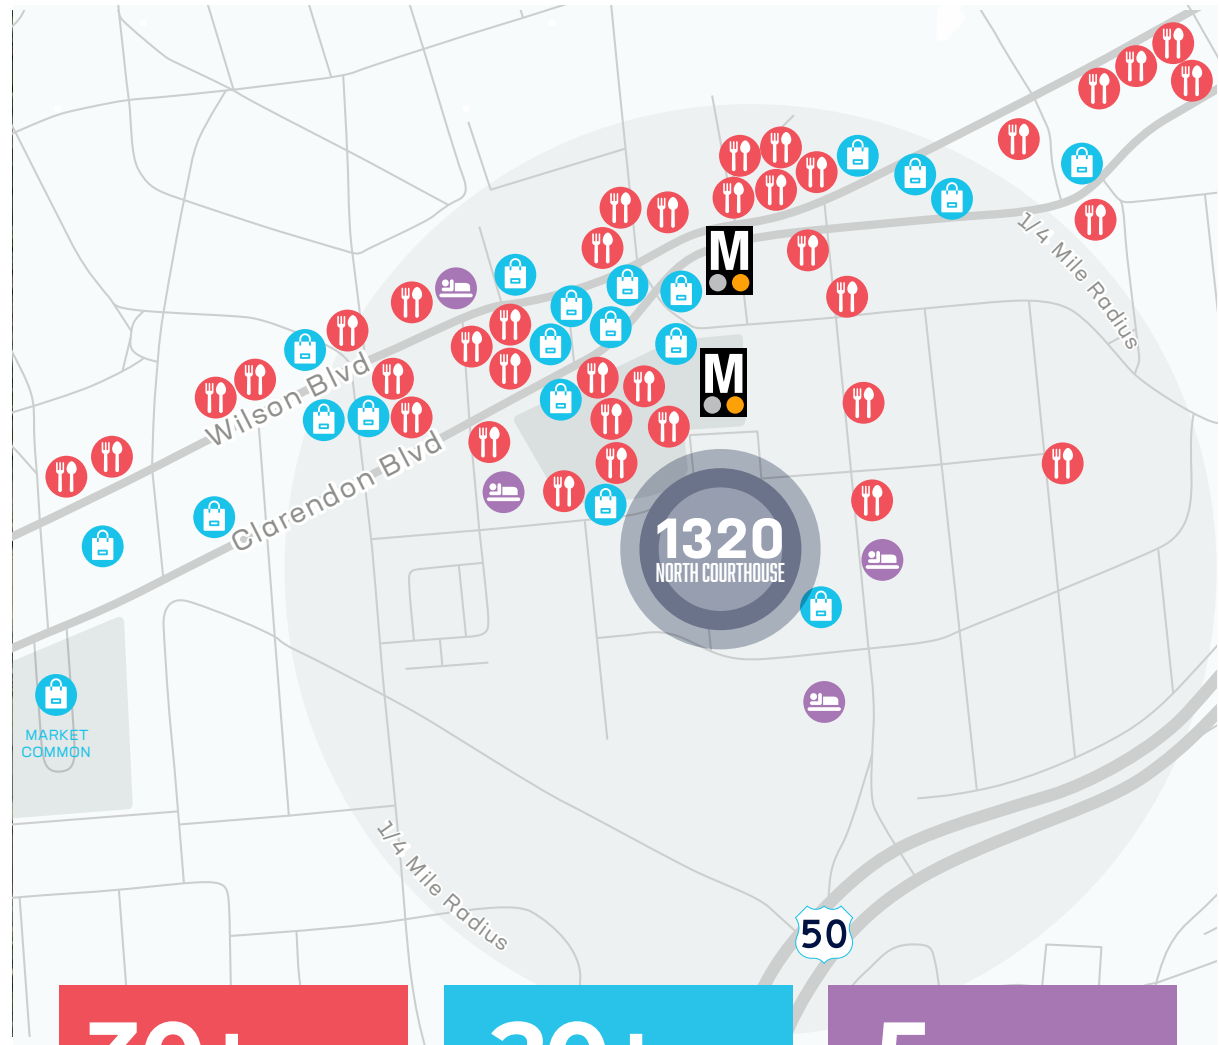 M
1/4 Mile Radius
M
Wilson Blvd
Clarendon Blvd
1320
NORTH COURTHOUSE
MARKET
COMMON
1/4 Mile Radius
50